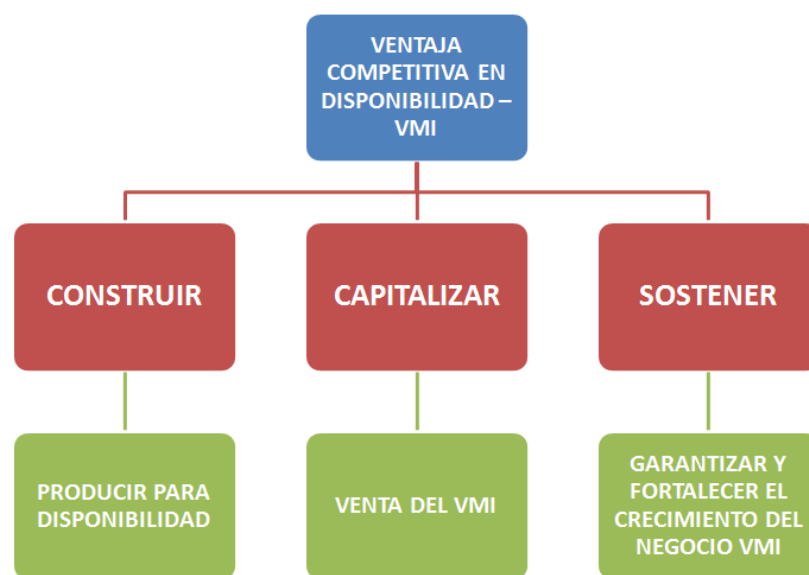 VENTAJA
COMPETITIVA EN
DISPONIBILIDAD –
VMI
CONSTRUIR
CAPITALIZAR
SOSTENER
PRODUCIR PARA
DISPONIBILIDAD
VENTA DEL VMI
GARANTIZAR Y
FORTALECER EL
CRECIMIENTO DEL
NEGOCIO VMI